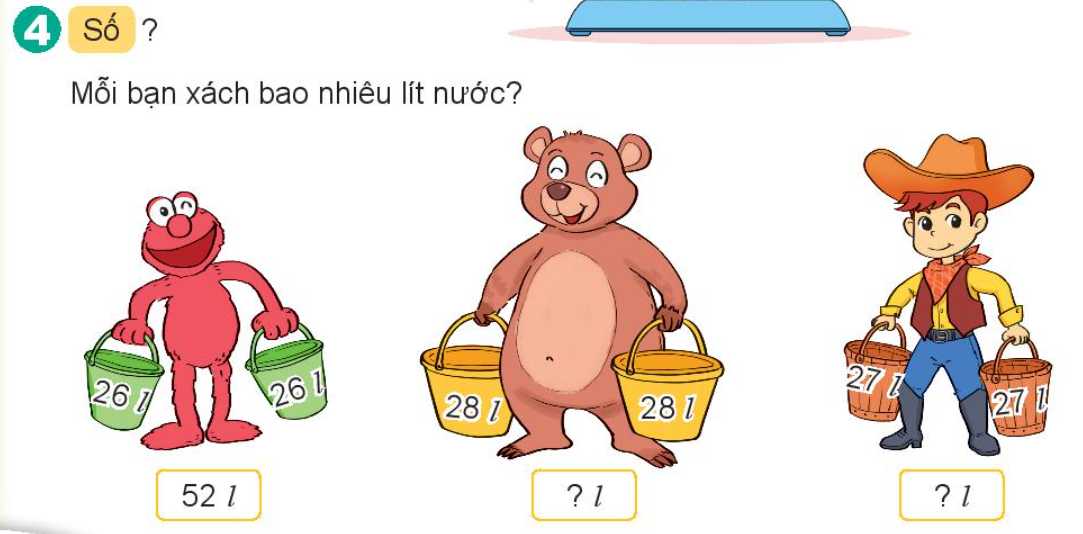 4 Số ?
Mỗi bạn xách bao nhiêu lít nước?
26 l 26 l 28 l 28 l 27 l 27 l
52 l ? l ? l